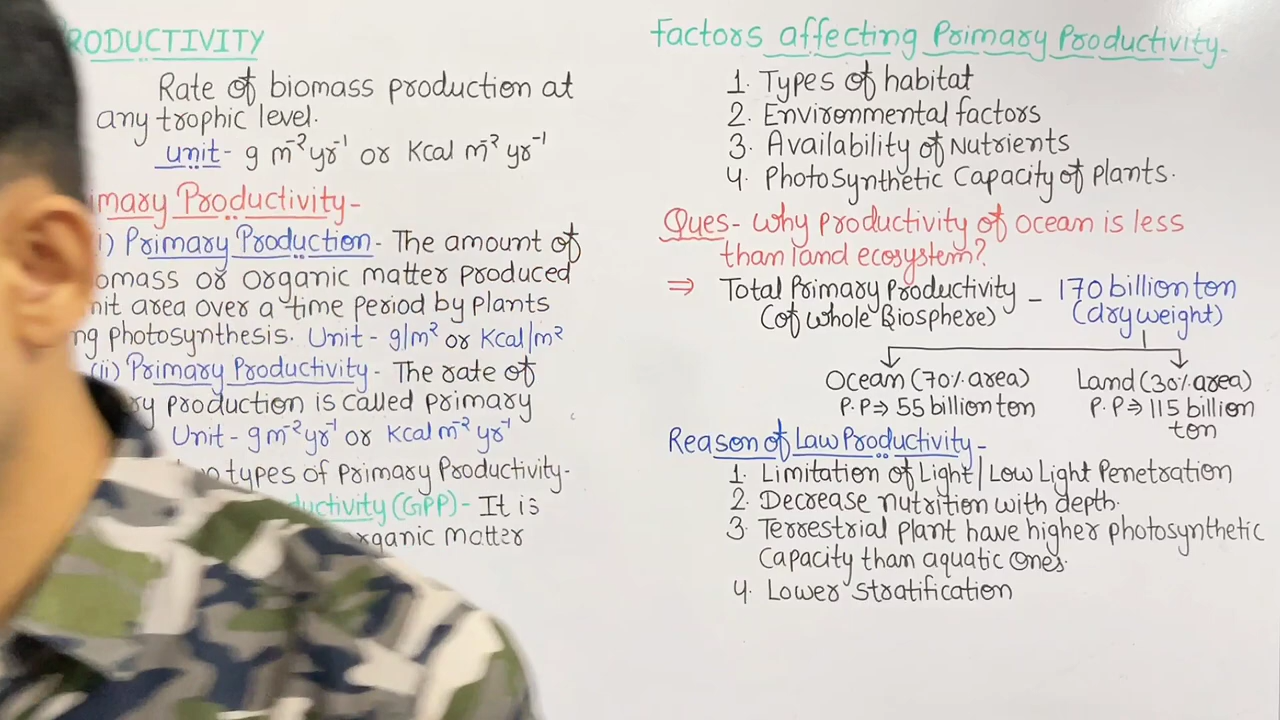 RODUCTIVITY
Rate of biomass production at
any trophic level.
unit- g m⁻² yr⁻¹ or Kcal m⁻² yr⁻¹
imary Productivity-
i) Primary Production- The amount of
omass or organic matter produced
nit area over a time period by plants
ng photosynthesis. Unit - g/m² or Kcal/m²
(ii) Primary Productivity- The rate of
ry production is called primary
Unit - g m⁻² yr⁻¹ or Kcal m⁻² yr⁻¹
types of Primary Productivity-
ductivity (GPP)- It is
rganic matter
Factors affecting Primary Productivity-
1. Types of habitat
2. Environmental factors
3. Availability of Nutrients
4. Photosynthetic Capacity of Plants.
Ques- Why productivity of ocean is less
than land ecosystem?
⇒ Total Primary Productivity - 170 billion ton
(of whole Biosphere) (dry weight)
Ocean (70% area) Land (30% area)
P.P ⇒ 55 billion ton P.P ⇒ 115 billion
ton
Reason of Law Productivity-
1. Limitation of Light / Low Light Penetration
2. Decrease nutrition with depth.
3 Terrestrial plant have higher photosynthetic
Capacity than aquatic ones.
4. Lower Stratification